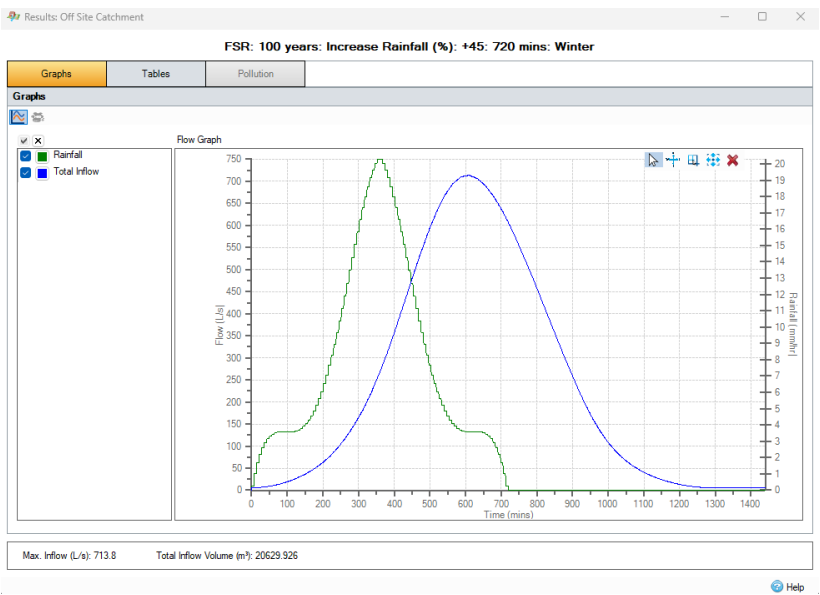 Results: Off Site Catchment
FSR: 100 years: Increase Rainfall (%): +45: 720 mins: Winter
Graphs Tables Pollution
Graphs
Rainfall
Total Inflow
Flow Graph
750
700
650
600
550
500
450
400
350
300
250
200
150
100
50
0
Flow [L/s]
20
19
18
17
16
15
14
13
12
11
10
9
8
7
6
5
4
3
2
1
0
Rainfall [mm/hr]
0 100 200 300 400 500 600 700 800 900 1000 1100 1200 1300 1400
Time (mins)
Max. Inflow (L/s): 713.8 Total Inflow Volume (m³): 20629.926
Help